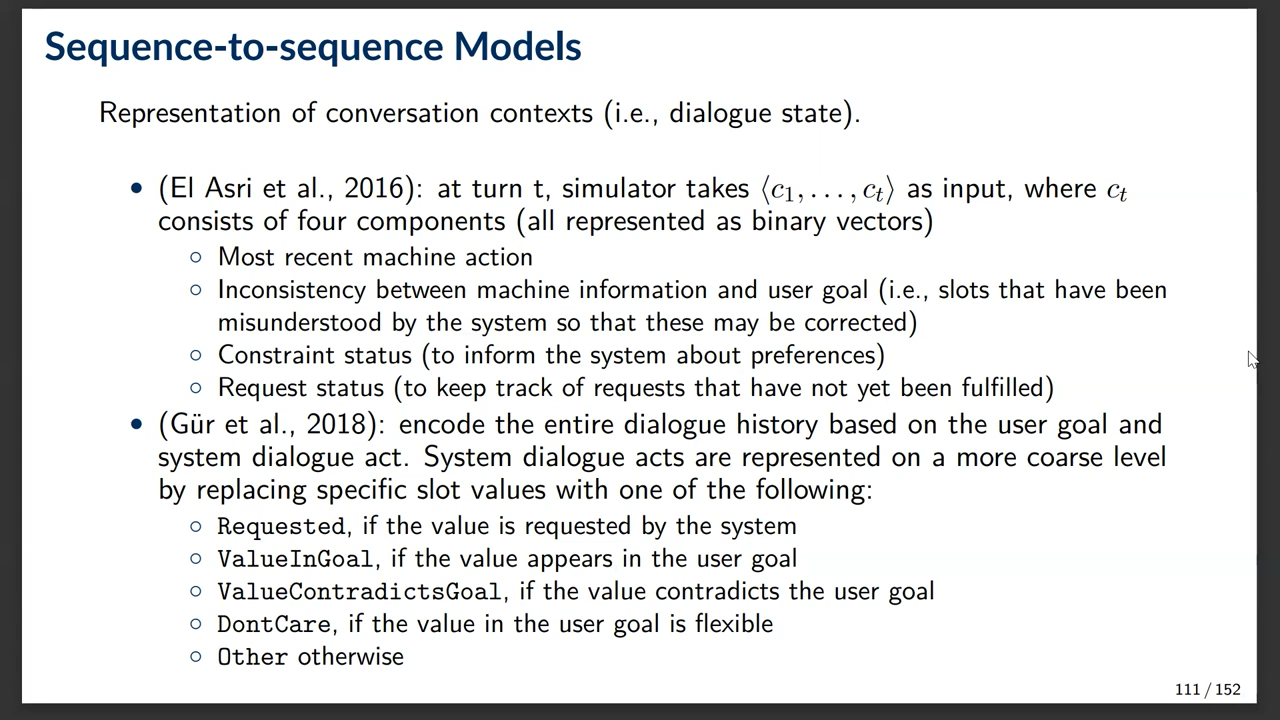 Sequence-to-sequence Models
Representation of conversation contexts (i.e., dialogue state).
• (El Asri et al., 2016): at turn t, simulator takes ⟨c₁, . . . , cₜ⟩ as input, where cₜ
consists of four components (all represented as binary vectors)
○ Most recent machine action
○ Inconsistency between machine information and user goal (i.e., slots that have been
misunderstood by the system so that these may be corrected)
○ Constraint status (to inform the system about preferences)
○ Request status (to keep track of requests that have not yet been fulfilled)
• (Gür et al., 2018): encode the entire dialogue history based on the user goal and
system dialogue act. System dialogue acts are represented on a more coarse level
by replacing specific slot values with one of the following:
○ Requested, if the value is requested by the system
○ ValueInGoal, if the value appears in the user goal
○ ValueContradictsGoal, if the value contradicts the user goal
○ DontCare, if the value in the user goal is flexible
○ Other otherwise
111 / 152